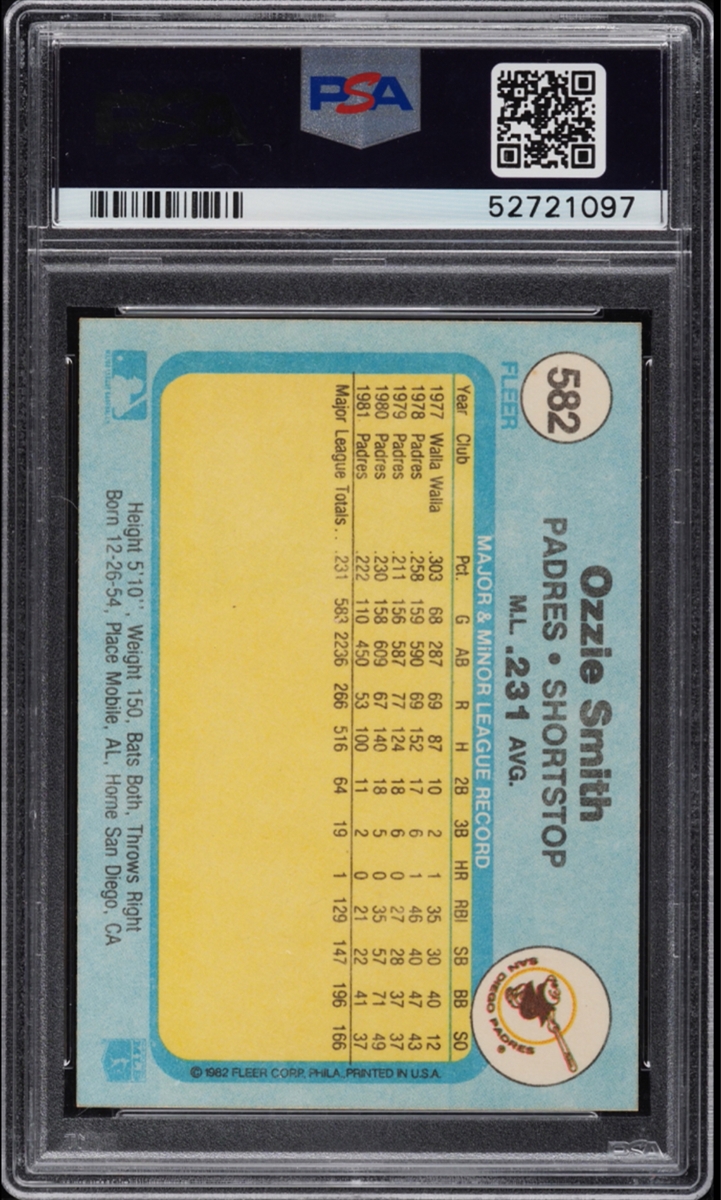 PSA
52721097
582
FLEER
Ozzie Smith
PADRES • SHORTSTOP
M.L. .231 AVG.
SAN DIEGO PADRES ®
MAJOR & MINOR LEAGUE RECORD
Year Club Pct. G AB R H 2B 3B HR RBI SB BB SO
1977 Walla Walla .303 68 287 69 87 10 2 1 35 30 40 12
1978 Padres .258 159 590 69 152 17 6 1 46 40 47 43
1979 Padres .211 156 587 77 124 18 6 0 27 28 37 37
1980 Padres .230 158 609 67 140 18 5 0 35 57 71 49
1981 Padres .222 110 450 53 100 11 2 0 21 22 41 37
Major League Totals. . .231 583 2236 266 516 64 19 1 129 147 196 166
© 1982 FLEER CORP. PHILA. PRINTED IN U.S.A.
Height 5'10'', Weight 150, Bats Both, Throws Right
Born 12-26-54, Place Mobile, AL, Home San Diego, CA
PSA